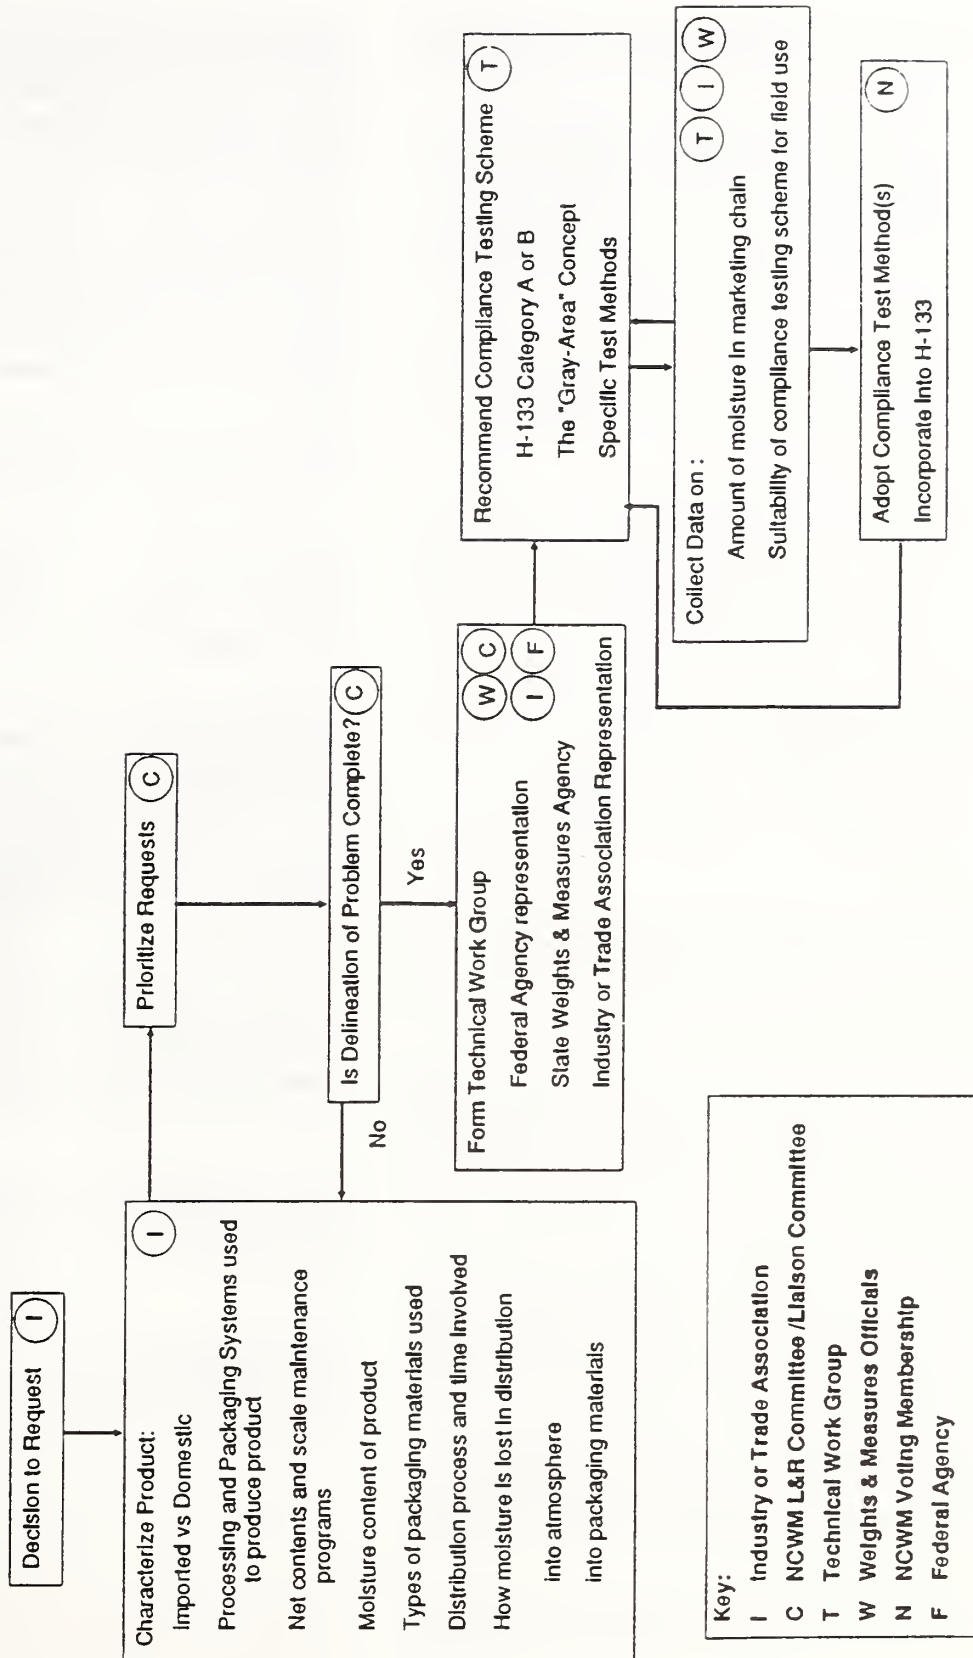 Decision to Request I
Characterize Product: I
Imported vs Domestic
Processing and Packaging Systems used
to produce product
Net contents and scale maintenance
programs
Moisture content of product
Types of packaging materials used
Distribution process and time involved
How moisture is lost in distribution
into atmosphere
into packaging materials
Prioritize Requests C
Is Delineation of Problem Complete? C
No
Yes
Form Technical Work Group W C
I F
Federal Agency representation
State Weights & Measures Agency
Industry or Trade Association Representation
Recommend Compliance Testing Scheme T
H-133 Category A or B
The "Gray-Area" Concept
Specific Test Methods
Collect Data on : T I W
Amount of moisture in marketing chain
Suitability of compliance testing scheme for field use
Adopt Compliance Test Method(s) N
Incorporate Into H-133
Key:
I Industry or Trade Association
C NCWM L&R Committee /Liaison Committee
T Technical Work Group
W Weights & Measures Officials
N NCWM Voting Membership
F Federal Agency